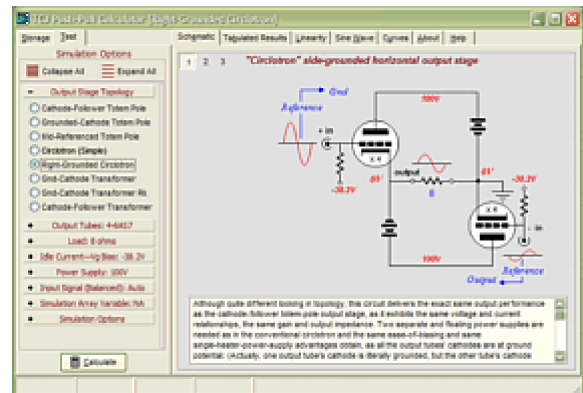 TCJ Push-Pull Calculator [Right-Grounded Circlotron]
Storage Test
Simulation Options
Collapse All Expand All
Output Stage Topology
Cathode-Follower Totem Pole
Grounded-Cathode Totem Pole
Mid-Referenced Totem Pole
Circlotron (Simple)
Right-Grounded Circlotron
Gnd-Cathode Transformer
Gnd-Cathode Transformer Rk
Cathode-Follower Transformer
Output Tubes:
Load: 8 ohms
Idle Current—Vg Bias: -38.2V
Power Supply: 100V
Input Signal (Balanced): Auto
Simulation Array Variable: NA
Simulation Options
Calculate
Schematic Tabulated Results Linearity Sine Wave Curves About Help
1 2 3 "Circlotron" side-grounded horizontal output stage
Gnd
Reference
100V
+ in
x 4
-38.2V
0V
output
8
0V
-38.2V
x 4
- in
100V
Reference
Output
Although quite different looking in topology, this circuit delivers the exact same output performance
as the cathode-follower totem-pole output stage, as it exhibits the same voltage and current
relationships, the same gain and output impedance. Two separate and floating power supplies are
needed as in the conventional circlotron and the same ease-of-biasing and same
single-heater-power-supply advantages obtain, as all the output tubes' cathodes are at ground
potential. (Actually, one output tube's cathode is literally grounded, but the other tube's cathode